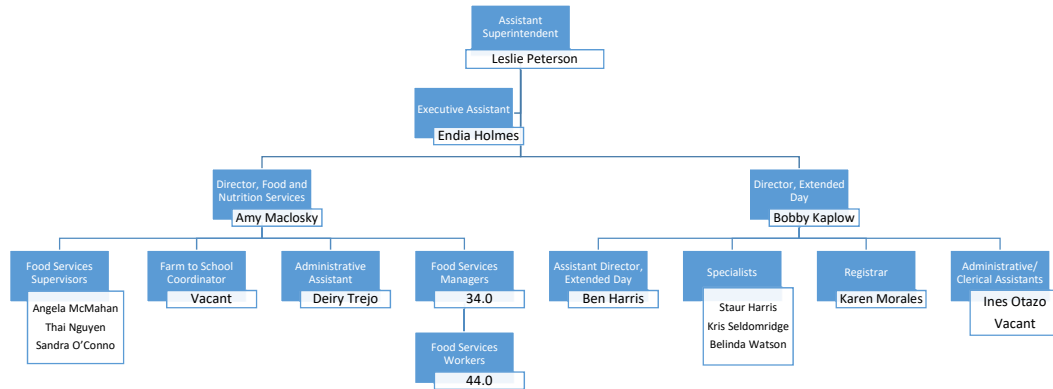 Assistant
Superintendent
Leslie Peterson
Executive Assistant
Endia Holmes
Director, Food and
Nutrition Services
Amy Maclosky
Director, Extended
Day
Bobby Kaplow
Food Services
Supervisors
Angela McMahan
Thai Nguyen
Sandra O’Conno
Farm to School
Coordinator
Vacant
Administrative
Assistant
Deiry Trejo
Food Services
Managers
34.0
Food Services
Workers
44.0
Assistant Director,
Extended Day
Ben Harris
Specialists
Staur Harris
Kris Seldomridge
Belinda Watson
Registrar
Karen Morales
Administrative/
Clerical Assistants
Ines Otazo
Vacant